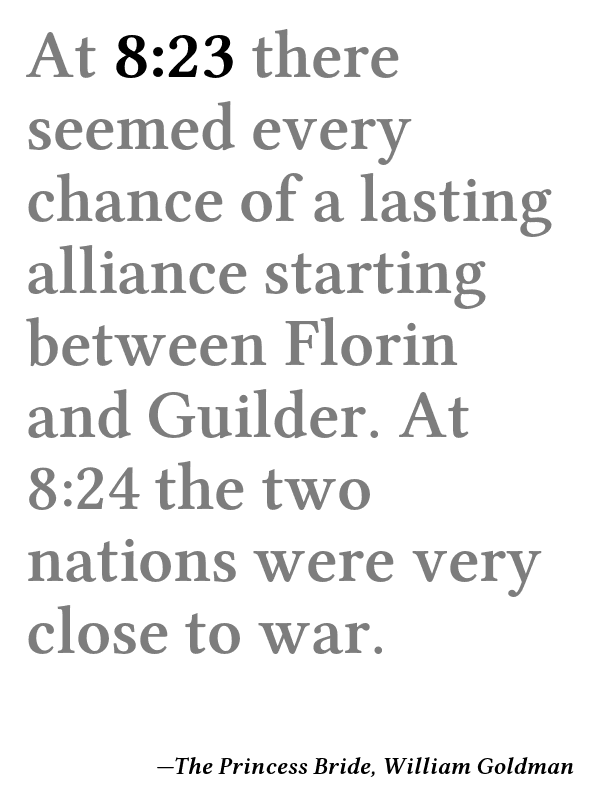 At 8:23 there
seemed every
chance of a lasting
alliance starting
between Florin
and Guilder. At
8:24 the two
nations were very
close to war.
—The Princess Bride, William Goldman